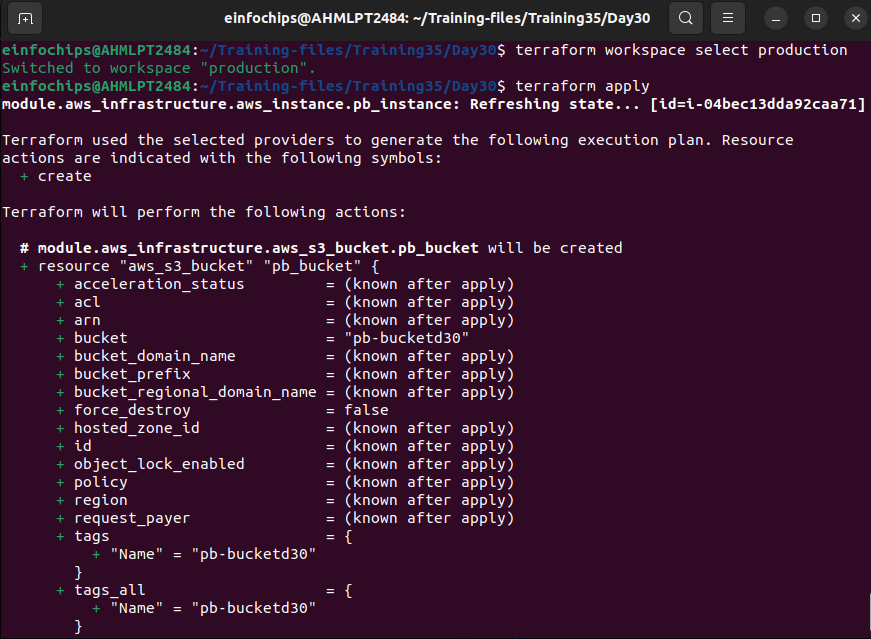 einfochips@AHMLPT2484: ~/Training-files/Training35/Day30
einfochips@AHMLPT2484:~/Training-files/Training35/Day30$ terraform workspace select production
Switched to workspace "production".
einfochips@AHMLPT2484:~/Training-files/Training35/Day30$ terraform apply
module.aws_infrastructure.aws_instance.pb_instance: Refreshing state... [id=i-04bec13dda92caa71]
Terraform used the selected providers to generate the following execution plan. Resource
actions are indicated with the following symbols:
  + create
Terraform will perform the following actions:
  # module.aws_infrastructure.aws_s3_bucket.pb_bucket will be created
  + resource "aws_s3_bucket" "pb_bucket" {
      + acceleration_status         = (known after apply)
      + acl                         = (known after apply)
      + arn                         = (known after apply)
      + bucket                      = "pb-bucketd30"
      + bucket_domain_name          = (known after apply)
      + bucket_prefix               = (known after apply)
      + bucket_regional_domain_name = (known after apply)
      + force_destroy               = false
      + hosted_zone_id              = (known after apply)
      + id                          = (known after apply)
      + object_lock_enabled         = (known after apply)
      + policy                      = (known after apply)
      + region                      = (known after apply)
      + request_payer               = (known after apply)
      + tags                        = {
          + "Name" = "pb-bucketd30"
        }
      + tags_all                    = {
          + "Name" = "pb-bucketd30"
        }